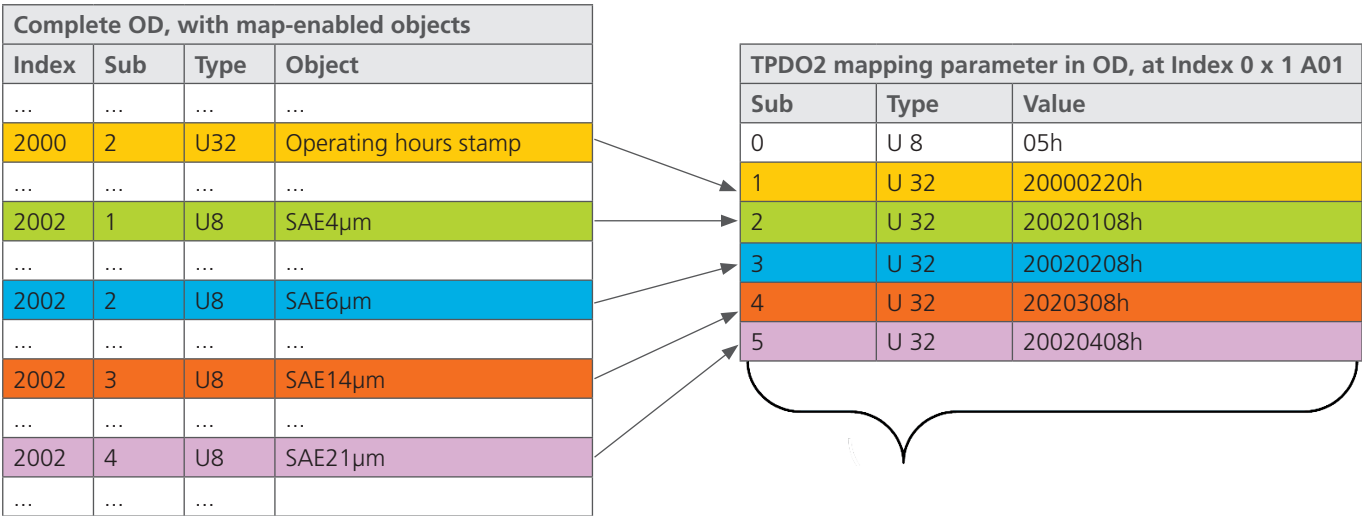 Complete OD, with map-enabled objects
Index Sub Type Object
... ... ... ...
2000 2 U32 Operating hours stamp
... ... ... ...
2002 1 U8 SAE4µm
... ... ... ...
2002 2 U8 SAE6µm
... ... ... ...
2002 3 U8 SAE14µm
... ... ... ...
2002 4 U8 SAE21µm
... ... ...
TPDO2 mapping parameter in OD, at Index 0 x 1 A01
Sub Type Value
0 U 8 05h
1 U 32 20000220h
2 U 32 20020108h
3 U 32 20020208h
4 U 32 2020308h
5 U 32 20020408h